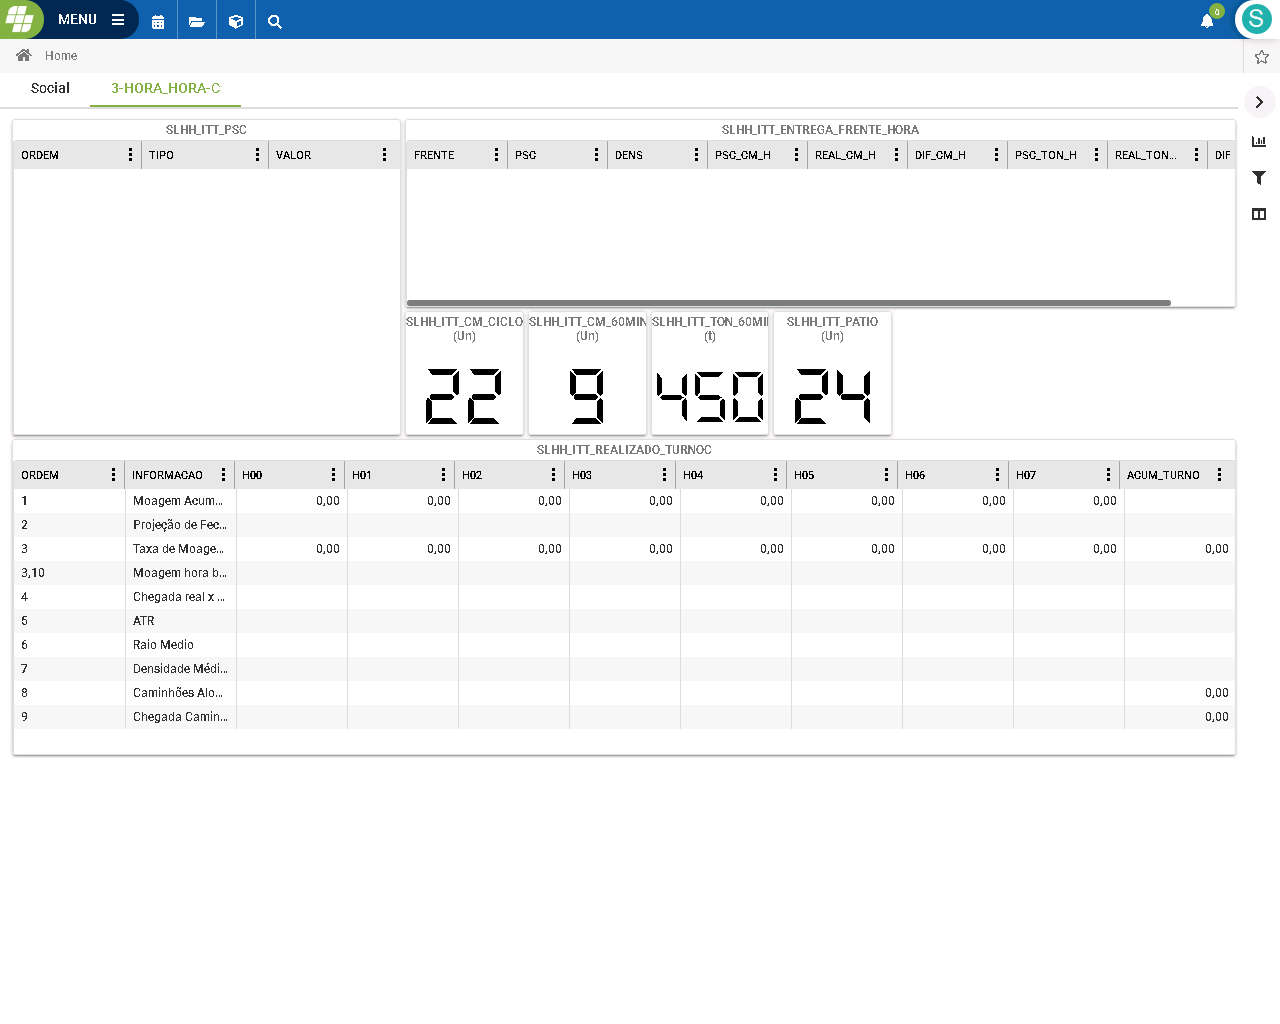 MENU
0
S
Home
Social
3-HORA_HORA-C
SLHH_ITT_PSC
ORDEM TIPO VALOR
SLHH_ITT_ENTREGA_FRENTE_HORA
FRENTE PSC DENS PSC_CM_H REAL_CM_H DIF_CM_H PSC_TON_H REAL_TON... DIF
SLHH_ITT_CM_CICLO
(Un)
22
SLHH_ITT_CM_60MIN
(Un)
9
SLHH_ITT_TON_60MI
(t)
450
SLHH_ITT_PATIO
(Un)
24
SLHH_ITT_REALIZADO_TURNOC
ORDEM INFORMACAO H00 H01 H02 H03 H04 H05 H06 H07 ACUM_TURNO
1 Moagem Acum... 0,00 0,00 0,00 0,00 0,00 0,00 0,00 0,00
2 Projeção de Fec...
3 Taxa de Moage... 0,00 0,00 0,00 0,00 0,00 0,00 0,00 0,00 0,00
3,10 Moagem hora b...
4 Chegada real x ...
5 ATR
6 Raio Medio
7 Densidade Médi...
8 Caminhões Alo... 0,00
9 Chegada Camin... 0,00